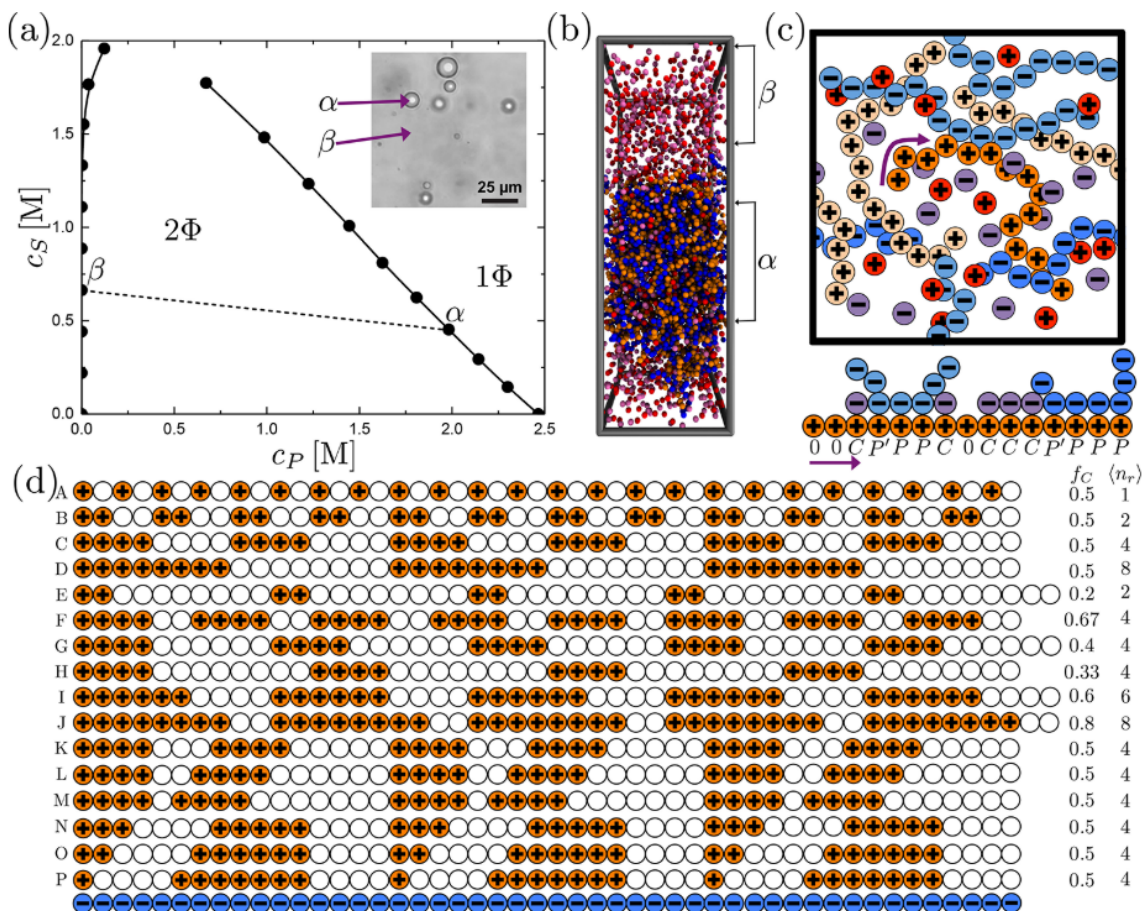 (a)
2.0
1.5
1.0
0.5
0.0
c_S [M]
0.0 0.5 1.0 1.5 2.0 2.5
c_P [M]
2Φ
1Φ
β
α
α
β
25 µm
(b)
β
α
(c)
0 0 C P′ P P C 0 C C C P′ P P P
(d)
f_C ⟨n_r⟩
A 0.5 1
B 0.5 2
C 0.5 4
D 0.5 8
E 0.2 2
F 0.67 4
G 0.4 4
H 0.33 4
I 0.6 6
J 0.8 8
K 0.5 4
L 0.5 4
M 0.5 4
N 0.5 4
O 0.5 4
P 0.5 4